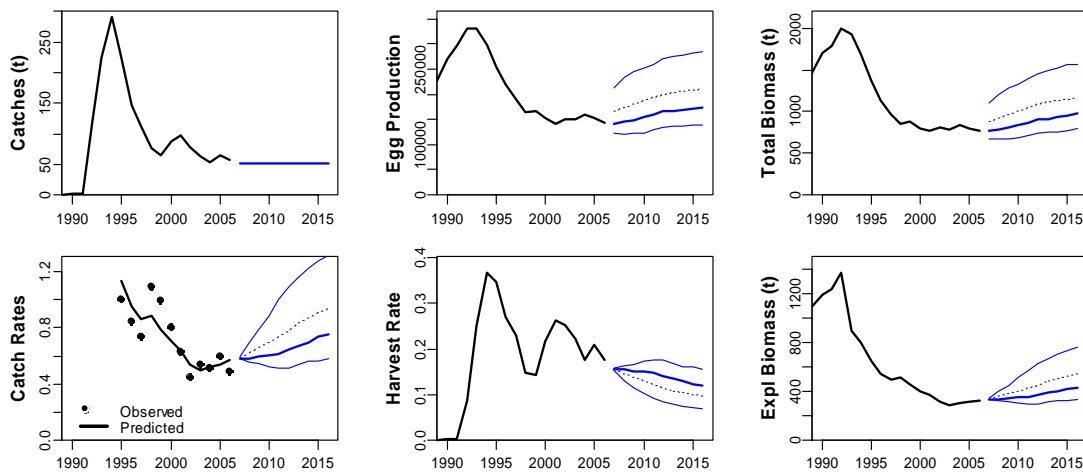 Catches (t)
250
150
50
0
1990 1995 2000 2005 2010 2015
Egg Production
250000
100000
0
1990 1995 2000 2005 2010 2015
Total Biomass (t)
2000
1000
500
0
1990 1995 2000 2005 2010 2015
Catch Rates
1.2
0.8
0.4
0.0
Observed
Predicted
1990 1995 2000 2005 2010 2015
Harvest Rate
0.4
0.3
0.2
0.1
0.0
1990 1995 2000 2005 2010 2015
Expl Biomass (t)
1200
800
400
0
1990 1995 2000 2005 2010 2015